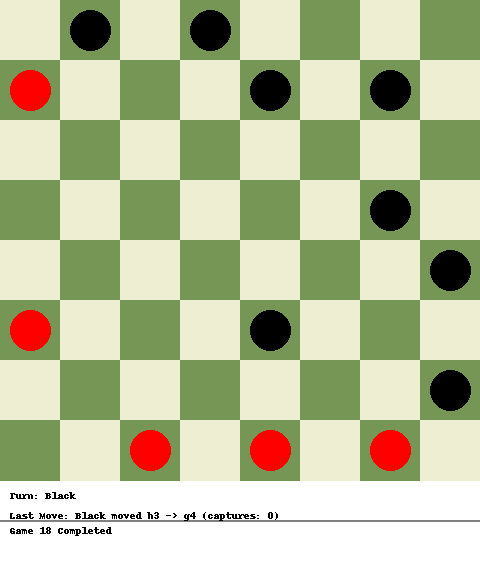 Turn: Black
Last Move: Black moved h3 -> g4 (captures: 0)
Game 18 Completed